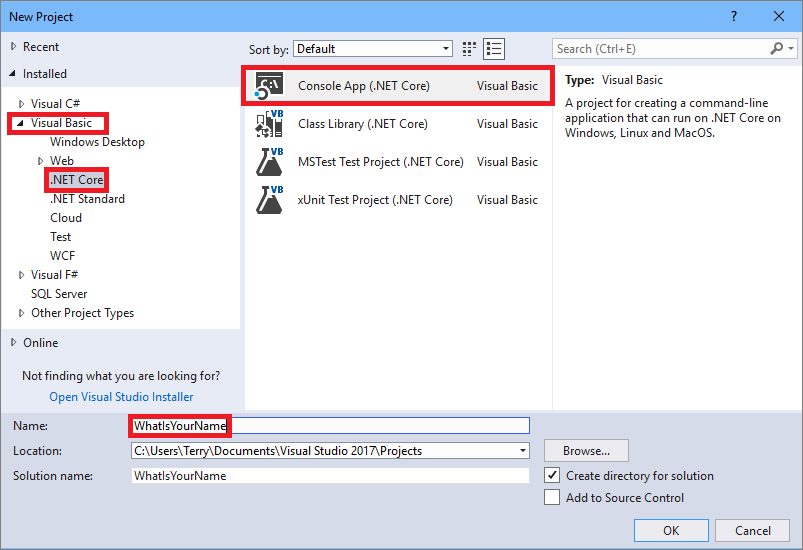 New Project
?
Recent
Installed
Visual C#
Visual Basic
Windows Desktop
Web
.NET Core
.NET Standard
Cloud
Test
WCF
Visual F#
SQL Server
Other Project Types
Online
Not finding what you are looking for?
Open Visual Studio Installer
Sort by: Default
Search (Ctrl+E)
C:\ Console App (.NET Core) Visual Basic
VB Class Library (.NET Core) Visual Basic
VB MSTest Test Project (.NET Core) Visual Basic
VB xUnit Test Project (.NET Core) Visual Basic
Type: Visual Basic
A project for creating a command-line
application that can run on .NET Core on
Windows, Linux and MacOS.
Name: WhatIsYourName
Location: C:\Users\Terry\Documents\Visual Studio 2017\Projects Browse...
Solution name: WhatIsYourName
Create directory for solution
Add to Source Control
OK Cancel